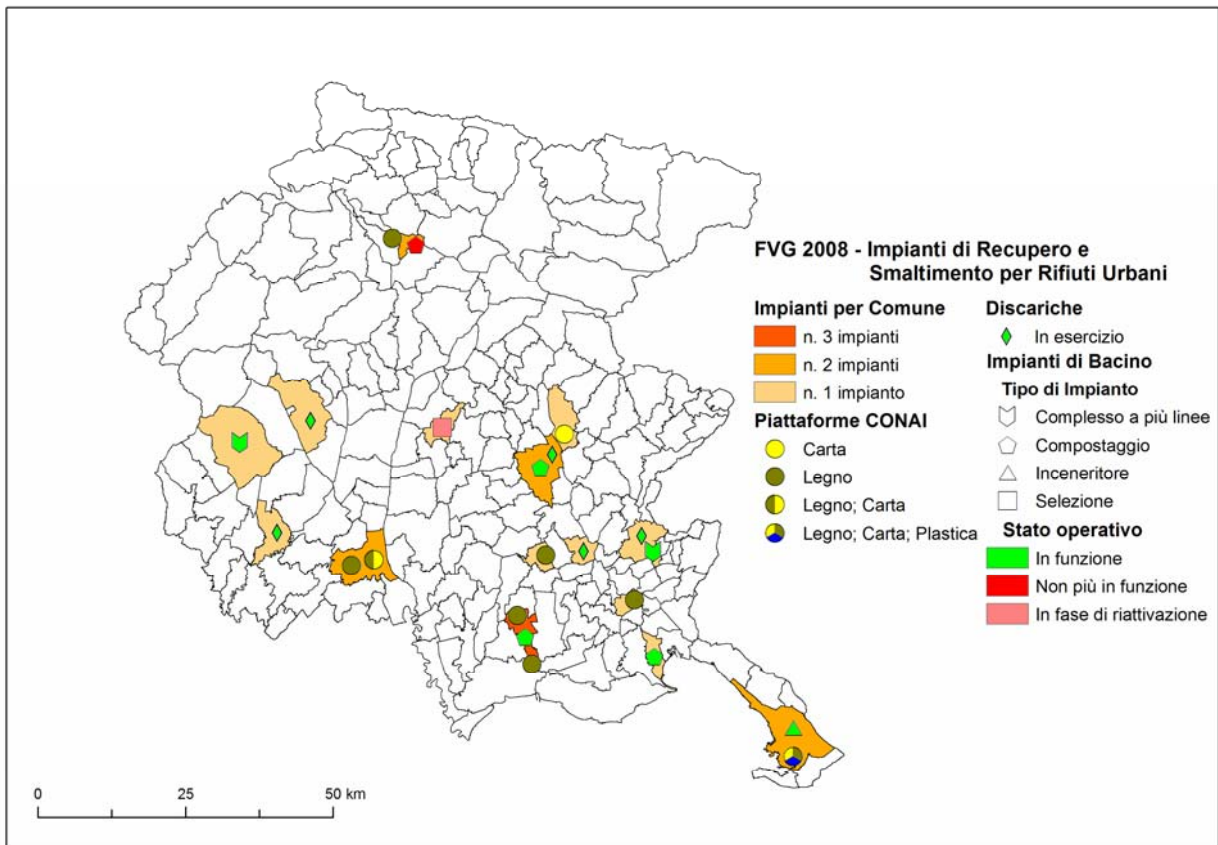 FVG 2008 - Impianti di Recupero e
Smaltimento per Rifiuti Urbani
Impianti per Comune
n. 3 impianti
n. 2 impianti
n. 1 impianto
Piattaforme CONAI
Carta
Legno
Legno; Carta
Legno; Carta; Plastica
Discariche
In esercizio
Impianti di Bacino
Tipo di Impianto
Complesso a più linee
Compostaggio
Inceneritore
Selezione
Stato operativo
In funzione
Non più in funzione
In fase di riattivazione
0 25 50 km